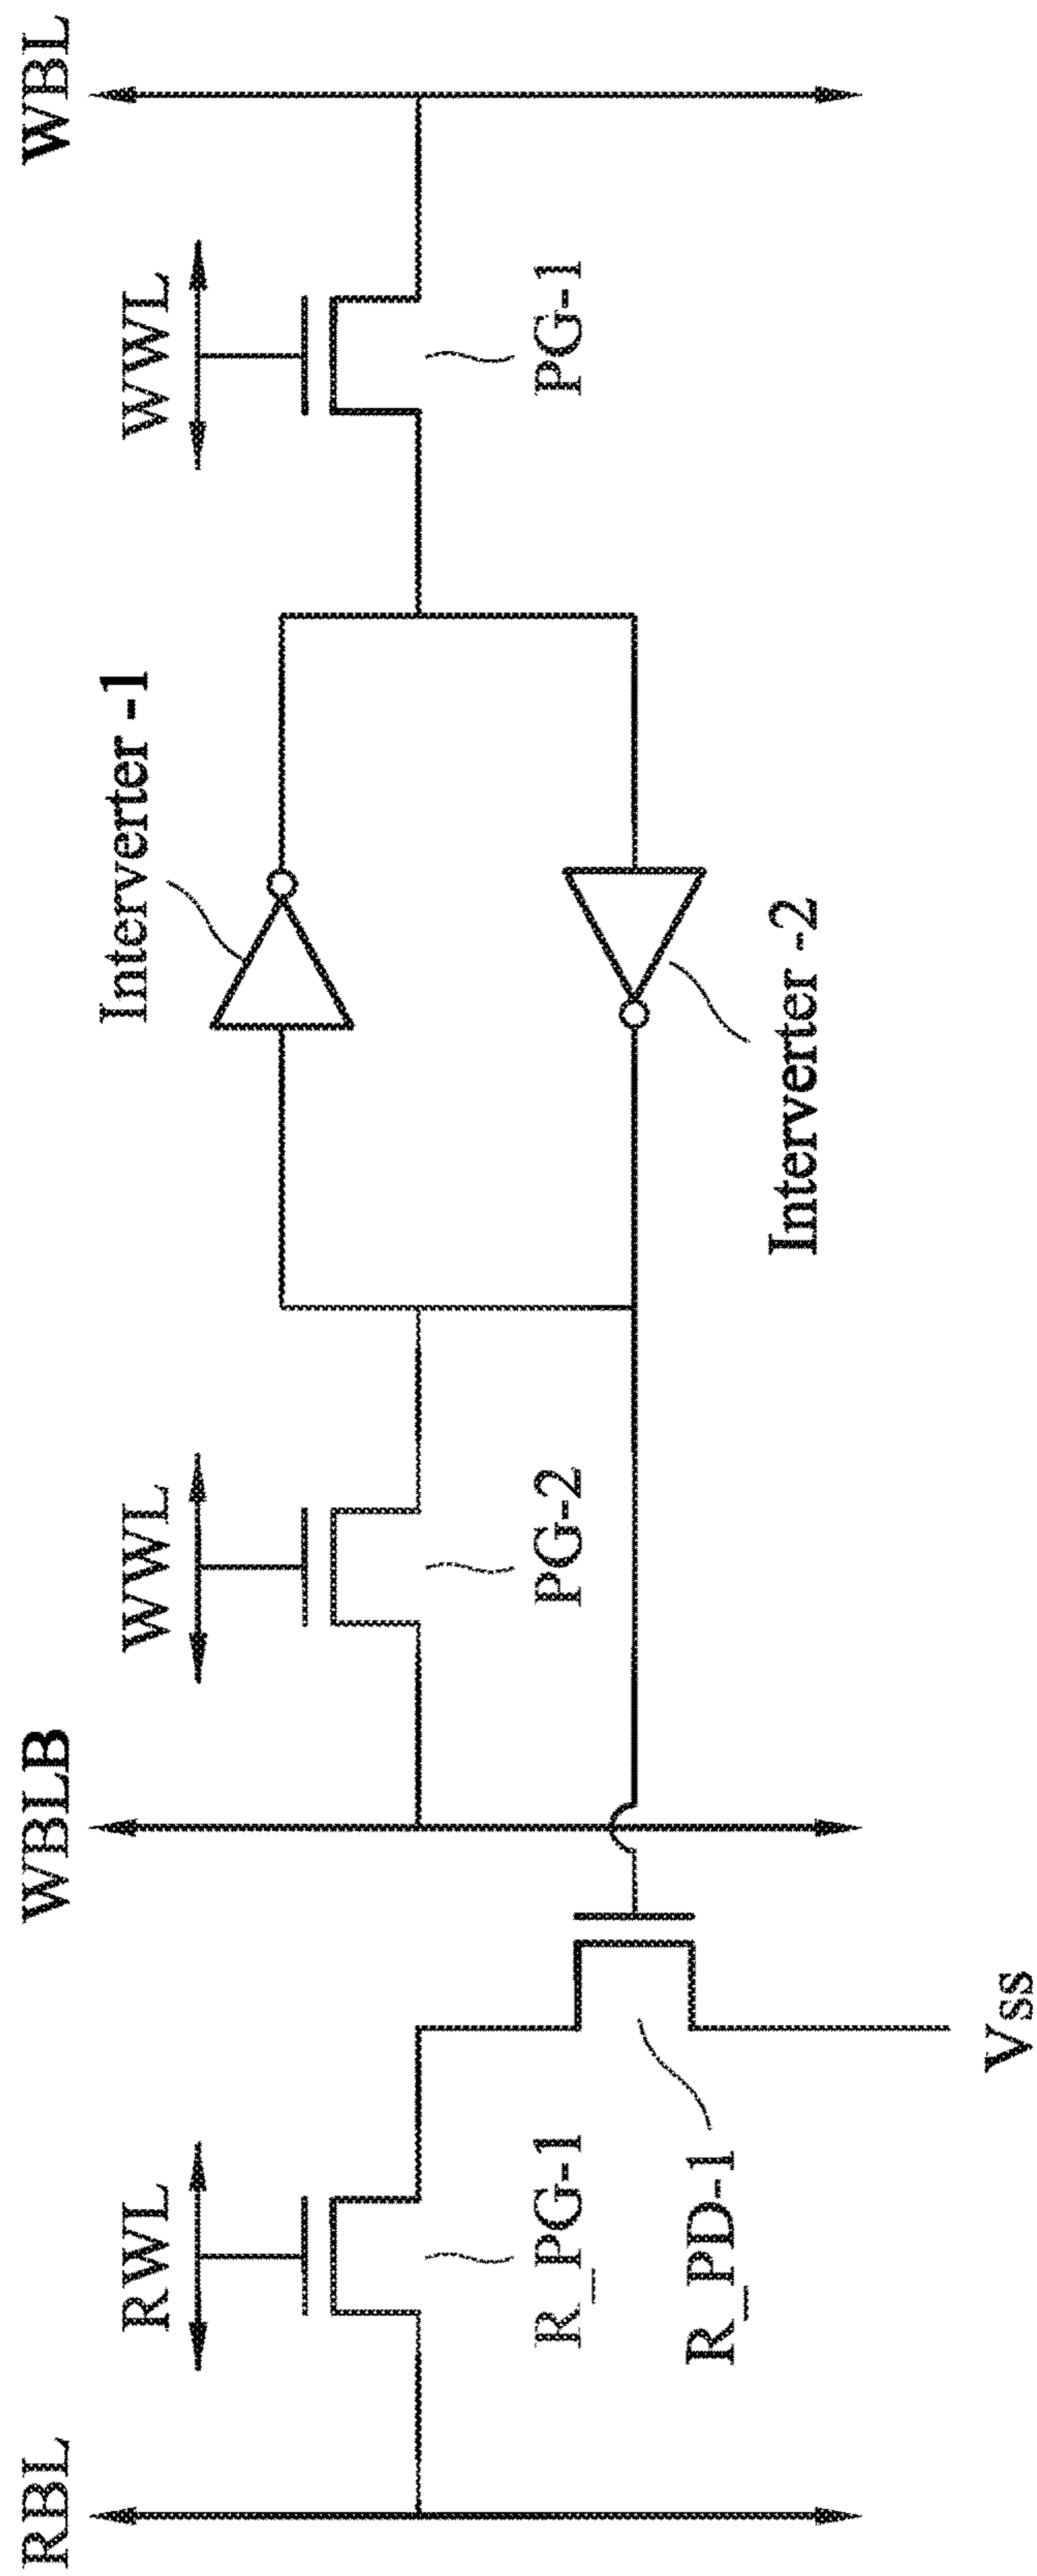 RBL
WBLB
WBL
RWL
WWL
WWL
Interverter -1
R_PG-1
PG-2
PG-1
R_PD-1
Interverter -2
Vss